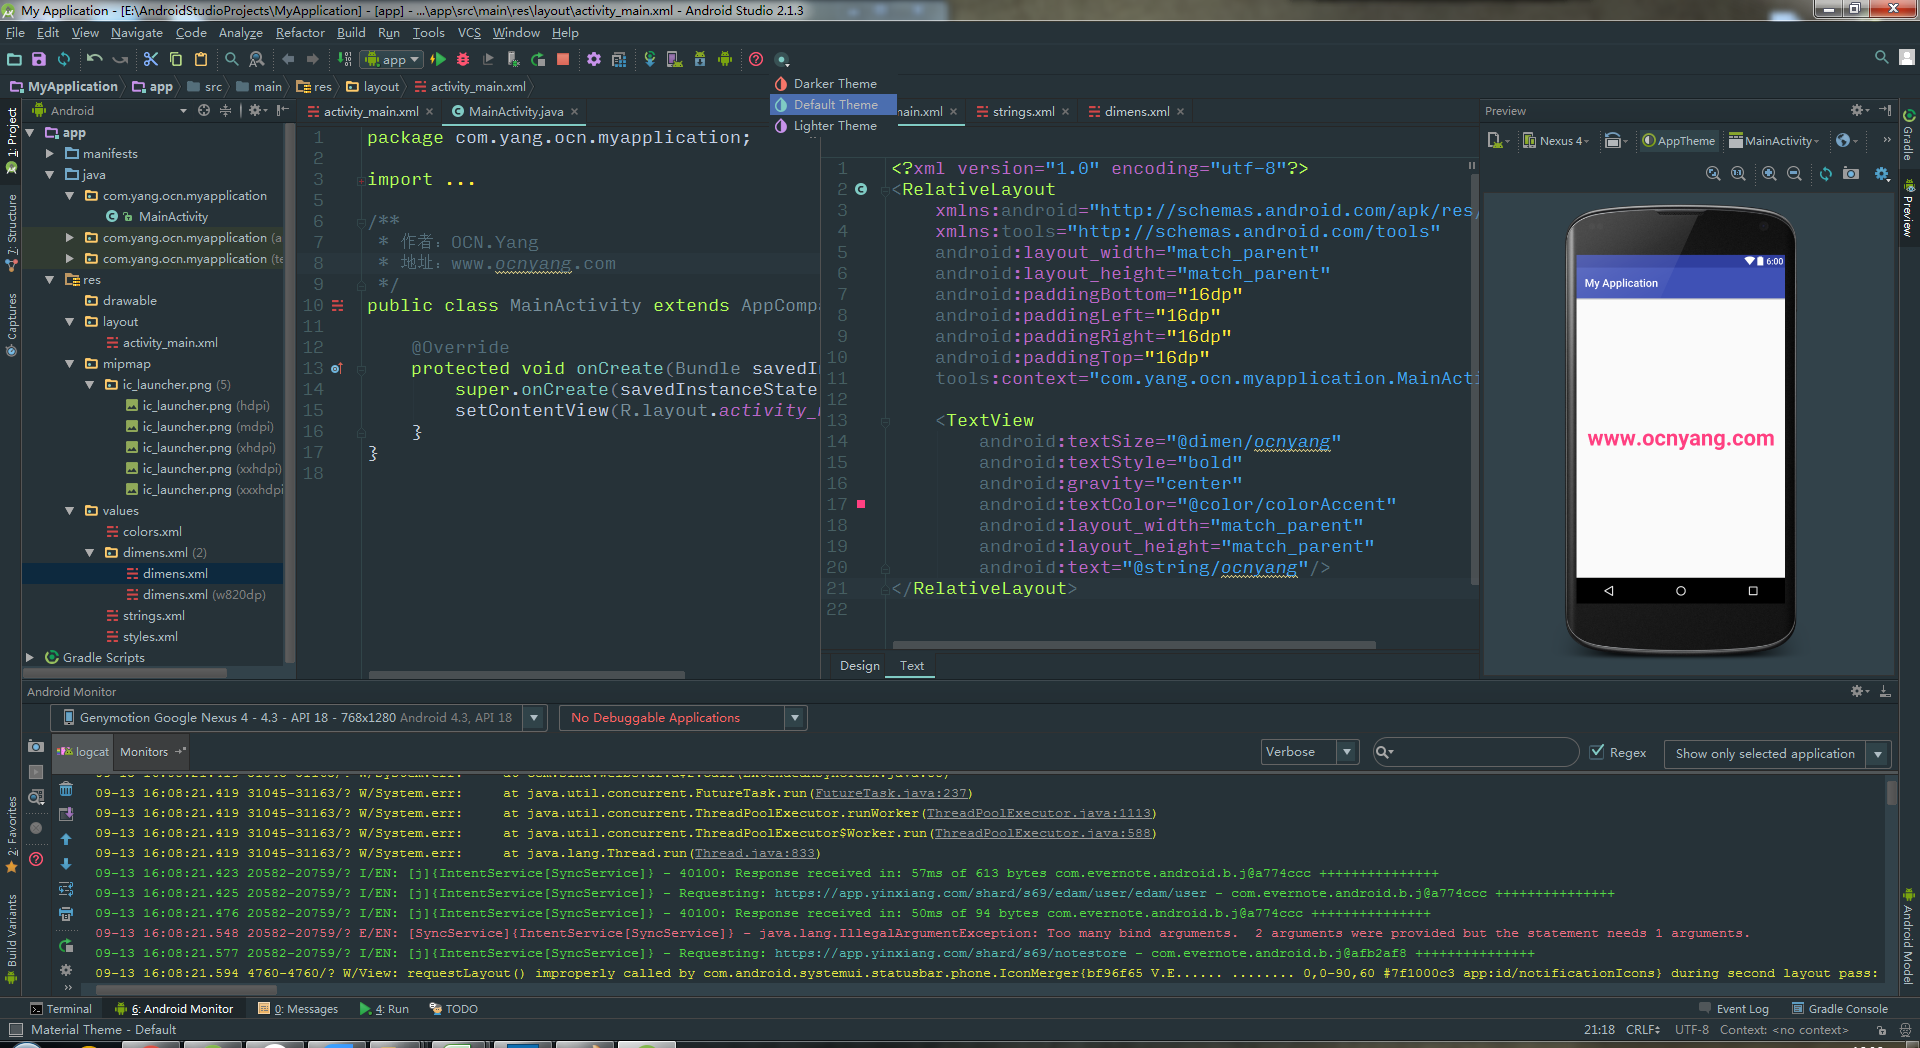 My Application - [E:\AndroidStudioProjects\MyApplication] - [app] - ...\app\src\main\res\layout\activity_main.xml - Android Studio 2.1.3
File Edit View Navigate Code Analyze Refactor Build Run Tools VCS Window Help
app
MyApplication app src main res layout activity_main.xml
Darker Theme
Default Theme
Lighter Theme
Android
activity_main.xml MainActivity.java main.xml strings.xml dimens.xml
1: Project
7: Structure
Captures
2: Favorites
Build Variants
app
manifests
java
com.yang.ocn.myapplication
MainActivity
com.yang.ocn.myapplication (a
com.yang.ocn.myapplication (te
res
drawable
layout
activity_main.xml
mipmap
ic_launcher.png (5)
ic_launcher.png (hdpi)
ic_launcher.png (mdpi)
ic_launcher.png (xhdpi)
ic_launcher.png (xxhdpi)
ic_launcher.png (xxxhdpi
values
colors.xml
dimens.xml (2)
dimens.xml
dimens.xml (w820dp)
strings.xml
styles.xml
Gradle Scripts
1 package com.yang.ocn.myapplication;
2
3 import ...
5
6 /**
7 * 作者: OCN.Yang
8 * 地址: www.ocnyang.com
9 */
10 public class MainActivity extends AppCompa
11
12 @Override
13 protected void onCreate(Bundle savedI
14 super.onCreate(savedInstanceState
15 setContentView(R.layout.activity_
16 }
17 }
18
1 <?xml version="1.0" encoding="utf-8"?>
2 <RelativeLayout
3 xmlns:android="http://schemas.android.com/apk/res/
4 xmlns:tools="http://schemas.android.com/tools"
5 android:layout_width="match_parent"
6 android:layout_height="match_parent"
7 android:paddingBottom="16dp"
8 android:paddingLeft="16dp"
9 android:paddingRight="16dp"
10 android:paddingTop="16dp"
11 tools:context="com.yang.ocn.myapplication.MainActi
12
13 <TextView
14 android:textSize="@dimen/ocnyang"
15 android:textStyle="bold"
16 android:gravity="center"
17 android:textColor="@color/colorAccent"
18 android:layout_width="match_parent"
19 android:layout_height="match_parent"
20 android:text="@string/ocnyang"/>
21 </RelativeLayout>
22
Design Text
Preview
Nexus 4 AppTheme MainActivity
6:00
My Application
www.ocnyang.com
Gradle
Preview
Android Model
Android Monitor
Genymotion Google Nexus 4 - 4.3 - API 18 - 768x1280 Android 4.3, API 18
No Debuggable Applications
logcat Monitors
Verbose
Regex
Show only selected application
09-13 16:08:21.419 31045-31163/? W/System.err: at java.util.concurrent.FutureTask.run(FutureTask.java:237)
09-13 16:08:21.419 31045-31163/? W/System.err: at java.util.concurrent.ThreadPoolExecutor.runWorker(ThreadPoolExecutor.java:1113)
09-13 16:08:21.419 31045-31163/? W/System.err: at java.util.concurrent.ThreadPoolExecutor$Worker.run(ThreadPoolExecutor.java:588)
09-13 16:08:21.419 31045-31163/? W/System.err: at java.lang.Thread.run(Thread.java:833)
09-13 16:08:21.423 20582-20759/? I/EN: [j]{IntentService[SyncService]} - 40100: Response received in: 57ms of 613 bytes com.evernote.android.b.j@a774ccc +++++++++++++++
09-13 16:08:21.425 20582-20759/? I/EN: [j]{IntentService[SyncService]} - Requesting: https://app.yinxiang.com/shard/s69/edam/user/edam/user - com.evernote.android.b.j@a774ccc +++++++++++++++
09-13 16:08:21.476 20582-20759/? I/EN: [j]{IntentService[SyncService]} - 40100: Response received in: 50ms of 94 bytes com.evernote.android.b.j@a774ccc +++++++++++++++
09-13 16:08:21.548 20582-20759/? E/EN: [SyncService]{IntentService[SyncService]} - java.lang.IllegalArgumentException: Too many bind arguments. 2 arguments were provided but the statement needs 1 arguments.
09-13 16:08:21.577 20582-20759/? I/EN: [j]{IntentService[SyncService]} - Requesting: https://app.yinxiang.com/shard/s69/notestore - com.evernote.android.b.j@afb2af8 +++++++++++++++
09-13 16:08:21.594 4760-4760/? W/View: requestLayout() improperly called by com.android.systemui.statusbar.phone.IconMerger{bf96f65 V.E...... ........ 0,0-90,60 #7f1000c3 app:id/notificationIcons} during second layout pass:
Terminal 6: Android Monitor 0: Messages 4: Run TODO Event Log Gradle Console
Material Theme - Default 21:18 CRLF UTF-8 Context: <no context>